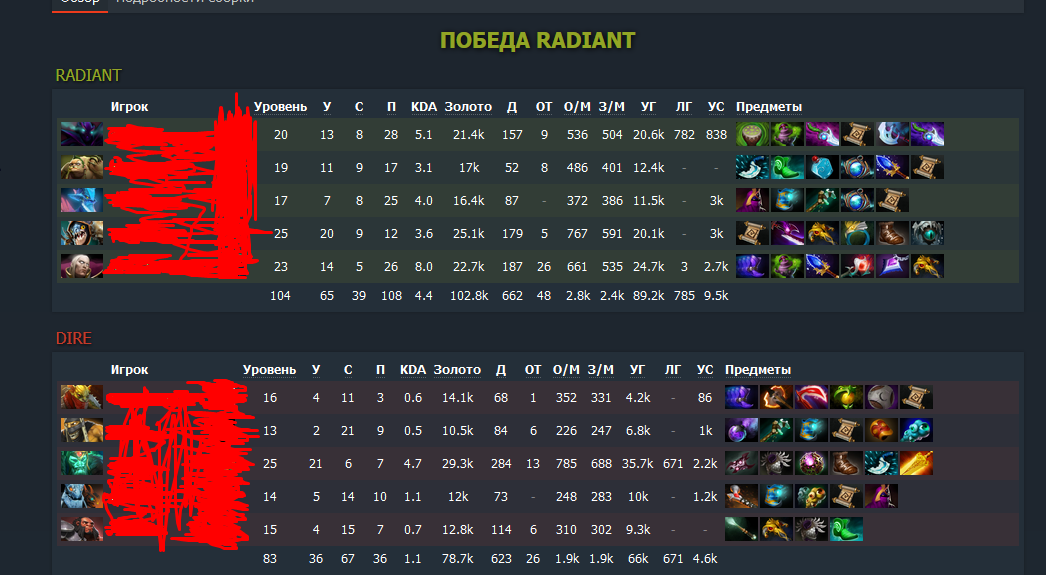 Обзор Подробности сборки
ПОБЕДА RADIANT
RADIANT
Игрок Уровень У С П KDA Золото Д ОТ О/М З/М УГ ЛГ УС Предметы
20 13 8 28 5.1 21.4k 157 9 536 504 20.6k 782 838
19 11 9 17 3.1 17k 52 8 486 401 12.4k - -
17 7 8 25 4.0 16.4k 87 - 372 386 11.5k - 3k
25 20 9 12 3.6 25.1k 179 5 767 591 20.1k - 3k
23 14 5 26 8.0 22.7k 187 26 661 535 24.7k 3 2.7k
104 65 39 108 4.4 102.8k 662 48 2.8k 2.4k 89.2k 785 9.5k
DIRE
Игрок Уровень У С П KDA Золото Д ОТ О/М З/М УГ ЛГ УС Предметы
16 4 11 3 0.6 14.1k 68 1 352 331 4.2k - 86
13 2 21 9 0.5 10.5k 84 6 226 247 6.8k - 1k
25 21 6 7 4.7 29.3k 284 13 785 688 35.7k 671 2.2k
14 5 14 10 1.1 12k 73 - 248 283 10k - 1.2k
15 4 15 7 0.7 12.8k 114 6 310 302 9.3k - -
83 36 67 36 1.1 78.7k 623 26 1.9k 1.9k 66k 671 4.6k